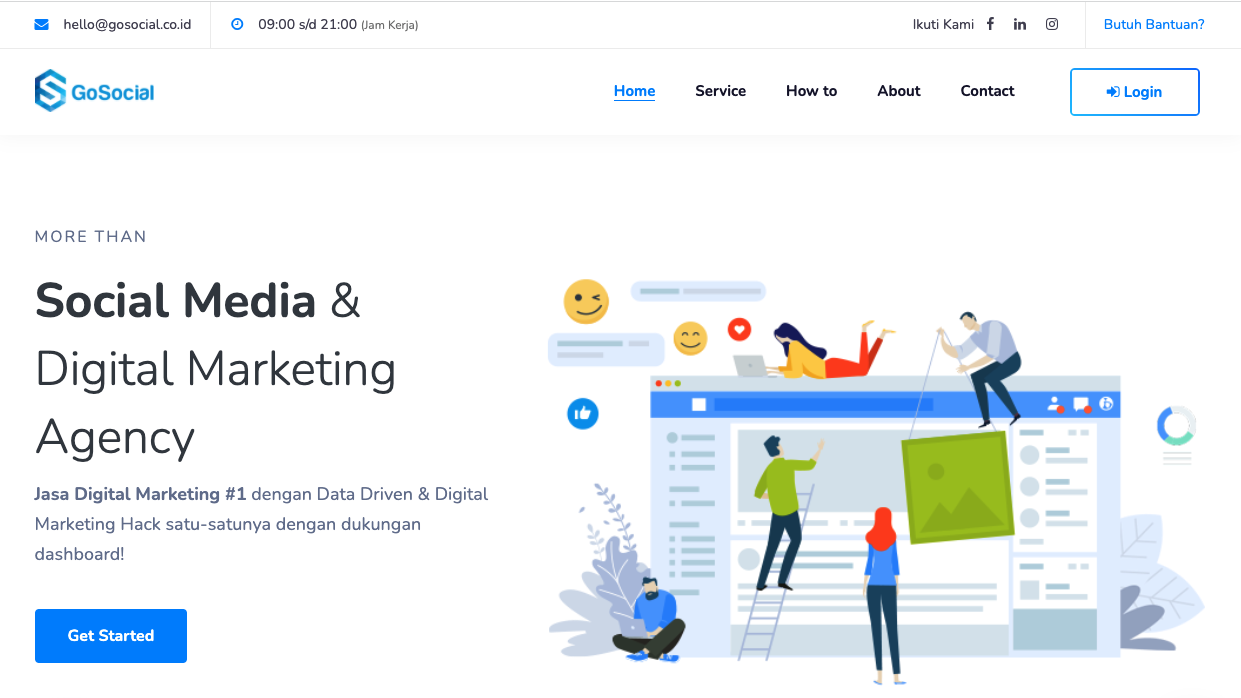 hello@gosocial.co.id
09:00 s/d 21:00 (Jam Kerja)
Ikuti Kami
Butuh Bantuan?
GoSocial
Home
Service
How to
About
Contact
Login
MORE THAN
Social Media &
Digital Marketing
Agency
Jasa Digital Marketing #1 dengan Data Driven & Digital
Marketing Hack satu-satunya dengan dukungan
dashboard!
Get Started